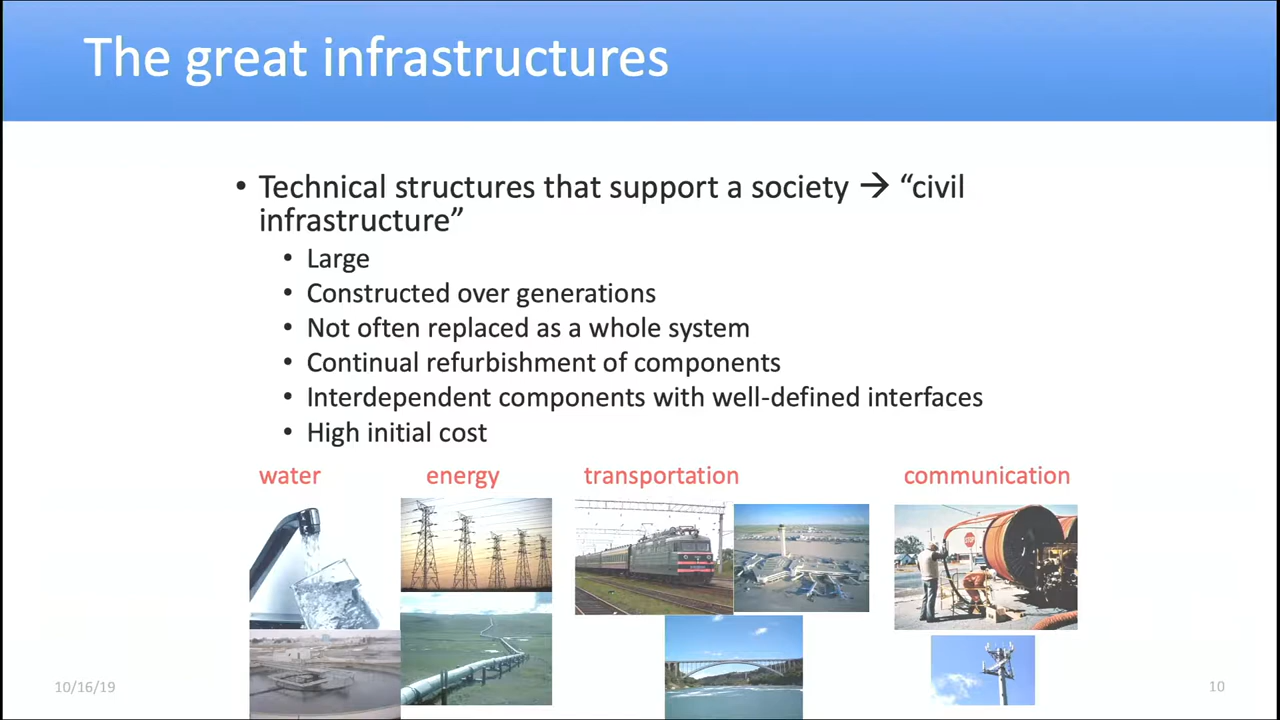 The great infrastructures
• Technical structures that support a society → “civil
infrastructure”
• Large
• Constructed over generations
• Not often replaced as a whole system
• Continual refurbishment of components
• Interdependent components with well-defined interfaces
• High initial cost
water energy transportation communication
STOP
10/16/19
10